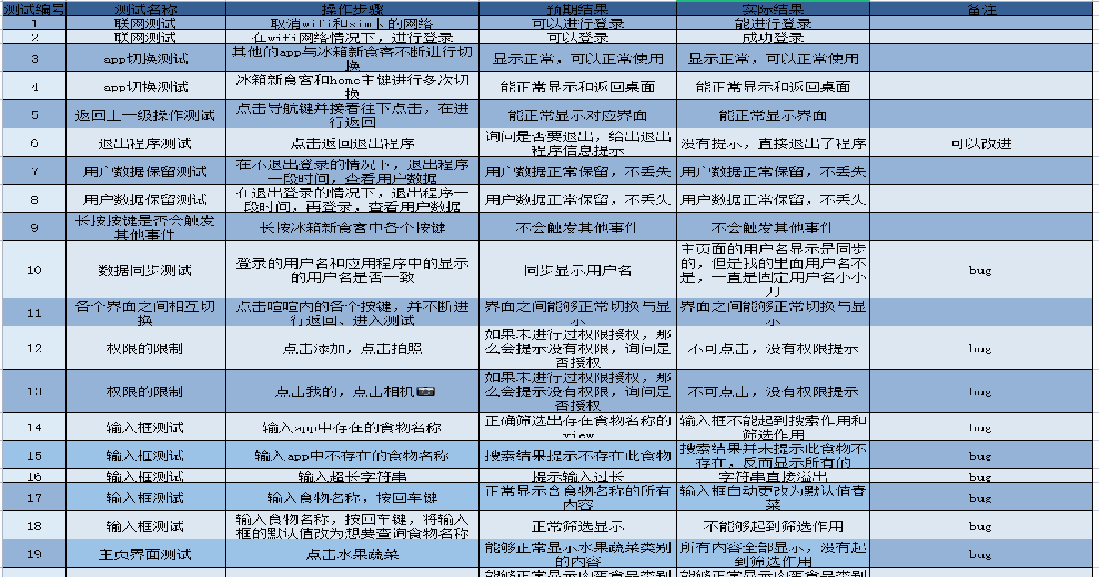 测试编号 测试名称 操作步骤 预期结果 实际结果 备注
1 联网测试 取消wifi和sim卡的网络 可以进行登录 能进行登录
2 联网测试 在wifi网络情况下，进行登录 可以登录 成功登录
3 app切换测试 其他的app与冰箱新食客不断进行切换 显示正常，可以正常使用 显示正常，可以正常使用
4 app切换测试 冰箱新食客和home主键进行多次切换 能正常显示和返回桌面 能正常显示和返回桌面
5 返回上一级操作测试 点击导航键并接着往下点击，在进行返回 能正常显示对应界面 能正常显示界面
6 退出程序测试 点击返回退出程序 询问是否要退出，给出退出程序信息提示 没有提示，直接退出了程序 可以改进
7 用户数据保留测试 在不退出登录的情况下，退出程序一段时间，查看用户数据 用户数据正常保留，不丢失 用户数据正常保留，不丢失
8 用户数据保留测试 在退出登录的情况下，退出程序一段时间，再登录，查看用户数据 用户数据正常保留，不丢失 用户数据正常保留，不丢失
9 长按按键是否会触发其他事件 长按冰箱新食客中各个按键 不会触发其他事件 不会触发其他事件
10 数据同步测试 登录的用户名和应用程序中的显示的用户名是否一致 同步显示用户名 主页面的用户名显示是同步的，但是我的里面用户名不是，一直是固定用户名小小 bug
11 各个界面之间相互切换 点击喧喧内的各个按键，并不断进行返回、进入测试 界面之间能够正常切换与显示 界面之间能够正常切换与显示
12 权限的限制 点击添加，点击拍照 如果未进行过权限授权，那么会提示没有权限，询问是否授权 不可点击，没有权限提示 bug
13 权限的限制 点击我的，点击相机📷 如果未进行过权限授权，那么会提示没有权限，询问是否授权 不可点击，没有权限提示 bug
14 输入框测试 输入app中存在的食物名称 正确筛选出存在食物名称的view 输入框不能起到搜索作用和筛选作用 bug
15 输入框测试 输入app中不存在的食物名称 搜索结果提示不存在此食物 搜索结果并未提示此食物不存在，反而显示所有的 bug
16 输入框测试 输入超长字符串 提示输入过长 字符串直接溢出 bug
17 输入框测试 输入食物名称，按回车键 正常显示含食物名称的所有内容 输入框自动更改为默认值春菜 bug
18 输入框测试 输入食物名称，按回车键，将输入框的默认值改为想要查询食物名称 正常筛选显示 不能够起到筛选作用 bug
19 主页界面测试 点击水果蔬菜 能够正常显示水果蔬菜类别的内容 所有内容全部显示，没有起到筛选作用 bug